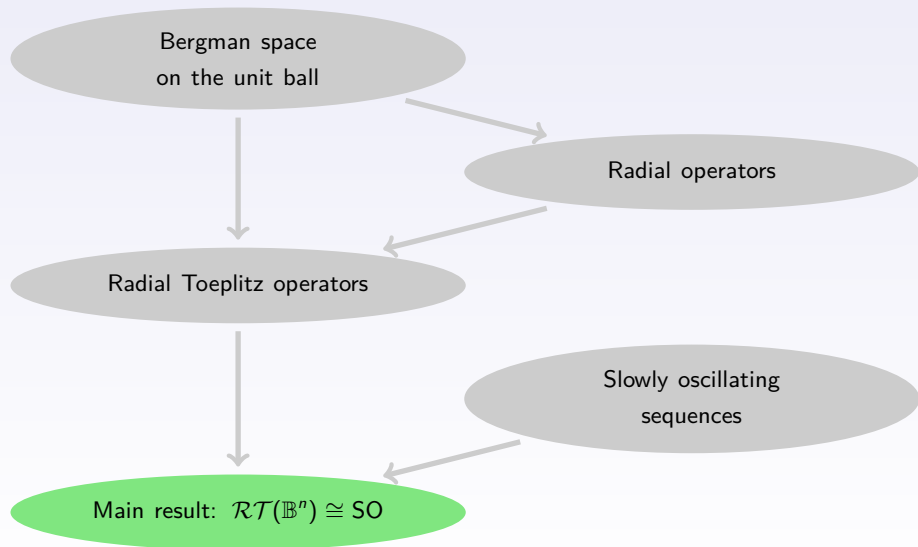 Bergman space
on the unit ball
Radial operators
Radial Toeplitz operators
Slowly oscillating
sequences
Main result: ℛ𝒯(𝔹ⁿ) ≅ SO